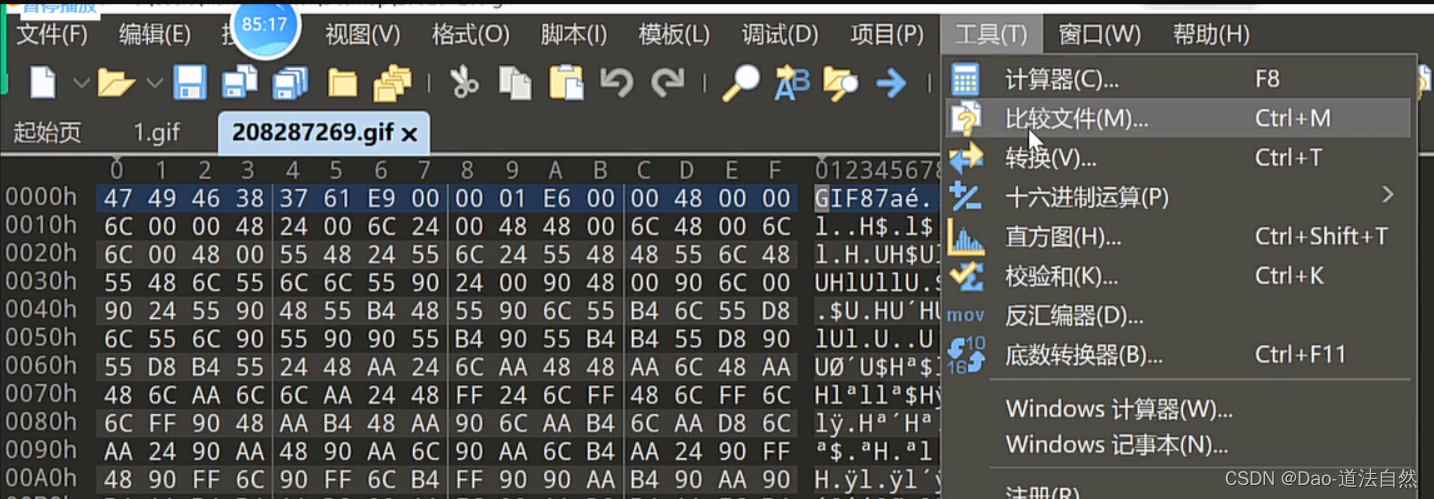 暂停播放
文件(F) 编辑(E) 视图(V) 格式(O) 脚本(I) 模板(L) 调试(D) 项目(P) 工具(T) 窗口(W) 帮助(H)
85:17
计算器(C)... F8
比较文件(M)... Ctrl+M
转换(V)... Ctrl+T
十六进制运算(P)
直方图(H)... Ctrl+Shift+T
校验和(K)... Ctrl+K
mov 反汇编器(D)...
10 16 底数转换器(B)... Ctrl+F11
Windows 计算器(W)...
Windows 记事本(N)...
注册(R)
起始页 1.gif 208287269.gif ×
0 1 2 3 4 5 6 7 8 9 A B C D E F 012345678
0000h 47 49 46 38 37 61 E9 00 00 01 E6 00 00 48 00 00 GIF87aé.
0010h 6C 00 00 48 24 00 6C 24 00 48 48 00 6C 48 00 6C l..H$.l$
0020h 6C 00 48 00 55 48 24 55 6C 24 55 48 48 55 6C 48 l.H.UH$Ul
0030h 55 48 6C 55 6C 6C 55 90 24 00 90 48 00 90 6C 00 UHlUllU.$
0040h 90 24 55 90 48 55 B4 48 55 90 6C 55 B4 6C 55 D8 .$U.HU´HU
0050h 6C 55 6C 90 55 90 90 55 B4 90 55 B4 B4 55 D8 90 lUl.U..U
0060h 55 D8 B4 55 24 48 AA 24 6C AA 48 48 AA 6C 48 AA UØ´U$Hª$l
0070h 48 6C AA 6C 6C AA 24 48 FF 24 6C FF 48 6C FF 6C Hlªllª$Hÿ
0080h 6C FF 90 48 AA B4 48 AA 90 6C AA B4 6C AA D8 6C lÿ.Hª´Hª
0090h AA 24 90 AA 48 90 AA 6C 90 AA B4 AA 24 90 FF ª$.ªH.ªl
00A0h 48 90 FF 6C 90 FF 6C B4 FF 90 90 AA B4 90 AA 90 H.ÿl.ÿl´ÿ
CSDN @Dao-道法自然